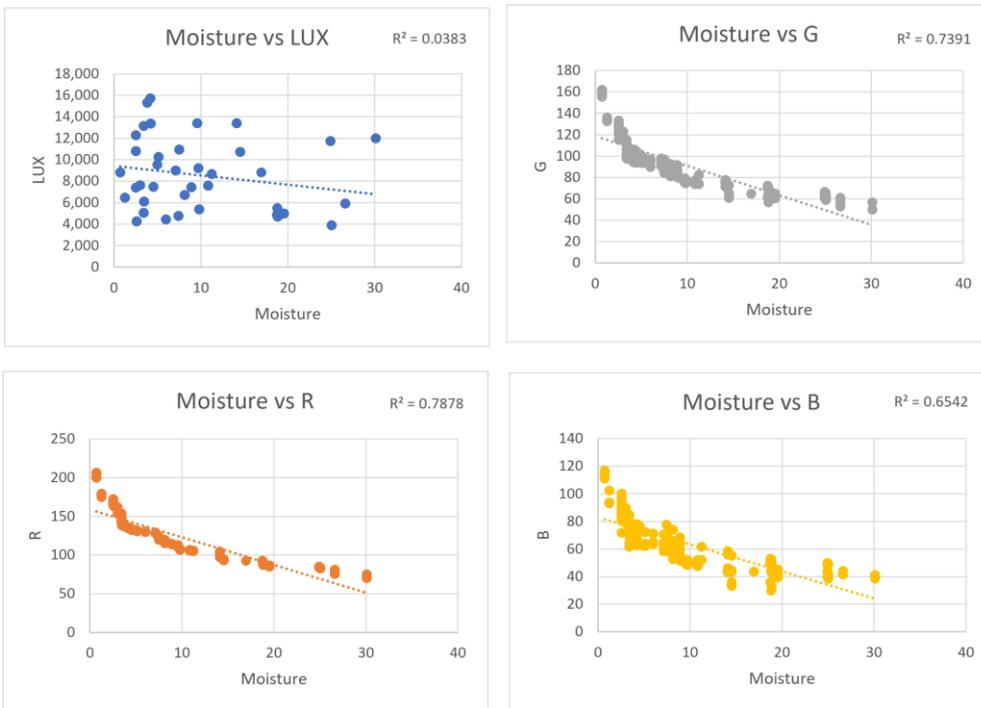 Moisture vs LUX
R² = 0.0383
LUX
18,000
16,000
14,000
12,000
10,000
8,000
6,000
4,000
2,000
0
0 10 20 30 40
Moisture
Moisture vs G
R² = 0.7391
G
180
160
140
120
100
80
60
40
20
0
0 10 20 30 40
Moisture
Moisture vs R
R² = 0.7878
R
250
200
150
100
50
0
0 10 20 30 40
Moisture
Moisture vs B
R² = 0.6542
B
140
120
100
80
60
40
20
0
0 10 20 30 40
Moisture